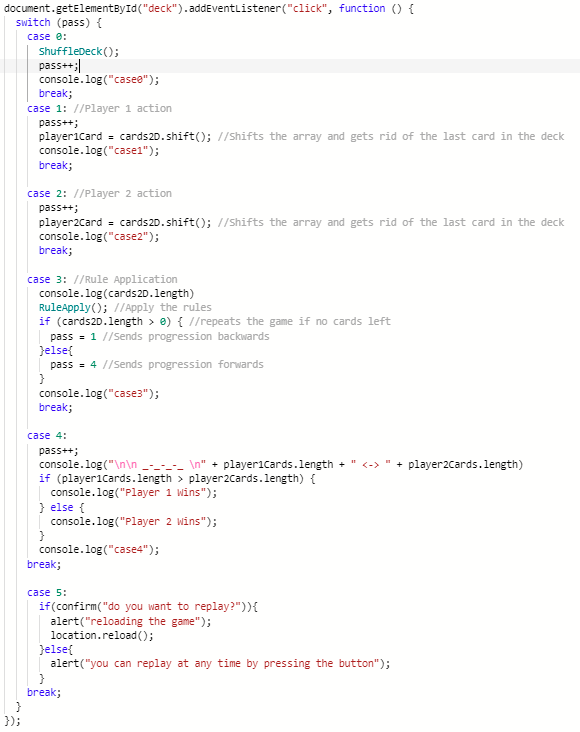 document.getElementById("deck").addEventListener("click", function () {
  switch (pass) {
    case 0:
      ShuffleDeck();
      pass++;
      console.log("case0");
      break;
    case 1: //Player 1 action
      pass++;
      player1Card = cards2D.shift(); //Shifts the array and gets rid of the last card in the deck
      console.log("case1");
      break;

    case 2: //Player 2 action
      pass++;
      player2Card = cards2D.shift(); //Shifts the array and gets rid of the last card in the deck
      console.log("case2");
      break;

    case 3: //Rule Application
      console.log(cards2D.length)
      RuleApply(); //Apply the rules
      if (cards2D.length > 0) { //repeats the game if no cards left
        pass = 1 //Sends progression backwards
      }else{
        pass = 4 //Sends progression forwards
      }
      console.log("case3");
      break;

    case 4:
      pass++;
      console.log("\n\n _-_-_-_ \n" + player1Cards.length + " <-> " + player2Cards.length)
      if (player1Cards.length > player2Cards.length) {
        console.log("Player 1 Wins");
      } else {
        console.log("Player 2 Wins");
      }
      console.log("case4");
    break;

    case 5:
      if(confirm("do you want to replay?")){
        alert("reloading the game");
        location.reload();
      }else{
        alert("you can replay at any time by pressing the button");
      }
    break;
  }
});